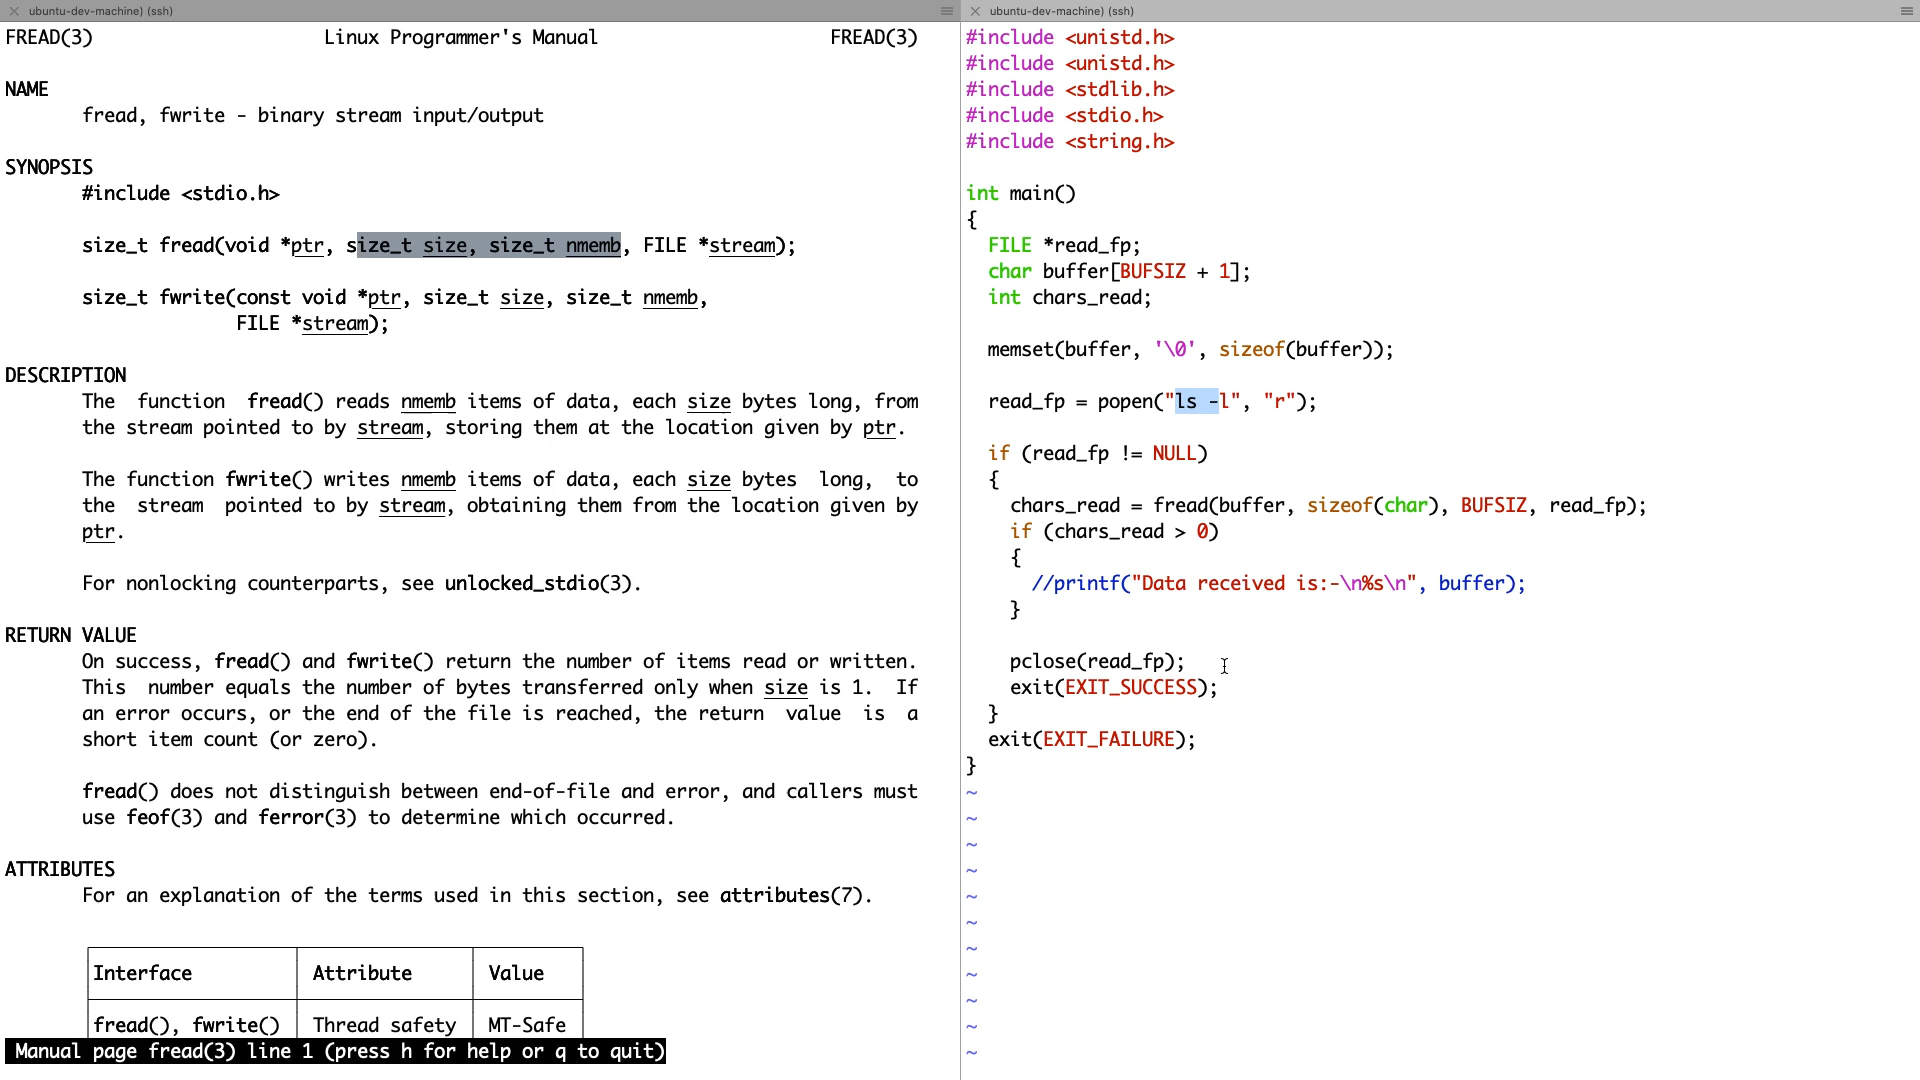 ubuntu-dev-machine) (ssh)
FREAD(3) Linux Programmer's Manual FREAD(3)
NAME
fread, fwrite - binary stream input/output
SYNOPSIS
#include <stdio.h>
size_t fread(void *ptr, size_t size, size_t nmemb, FILE *stream);
size_t fwrite(const void *ptr, size_t size, size_t nmemb,
FILE *stream);
DESCRIPTION
The function fread() reads nmemb items of data, each size bytes long, from
the stream pointed to by stream, storing them at the location given by ptr.
The function fwrite() writes nmemb items of data, each size bytes long, to
the stream pointed to by stream, obtaining them from the location given by
ptr.
For nonlocking counterparts, see unlocked_stdio(3).
RETURN VALUE
On success, fread() and fwrite() return the number of items read or written.
This number equals the number of bytes transferred only when size is 1. If
an error occurs, or the end of the file is reached, the return value is a
short item count (or zero).
fread() does not distinguish between end-of-file and error, and callers must
use feof(3) and ferror(3) to determine which occurred.
ATTRIBUTES
For an explanation of the terms used in this section, see attributes(7).
Interface Attribute Value
fread(), fwrite() Thread safety MT-Safe
Manual page fread(3) line 1 (press h for help or q to quit)
ubuntu-dev-machine) (ssh)
#include <unistd.h>
#include <unistd.h>
#include <stdlib.h>
#include <stdio.h>
#include <string.h>
int main()
{
FILE *read_fp;
char buffer[BUFSIZ + 1];
int chars_read;
memset(buffer, '\0', sizeof(buffer));
read_fp = popen("ls -l", "r");
if (read_fp != NULL)
{
chars_read = fread(buffer, sizeof(char), BUFSIZ, read_fp);
if (chars_read > 0)
{
//printf("Data received is:-\n%s\n", buffer);
}
pclose(read_fp);
exit(EXIT_SUCCESS);
}
exit(EXIT_FAILURE);
}
~
~
~
~
~
~
~
~
~
~
~